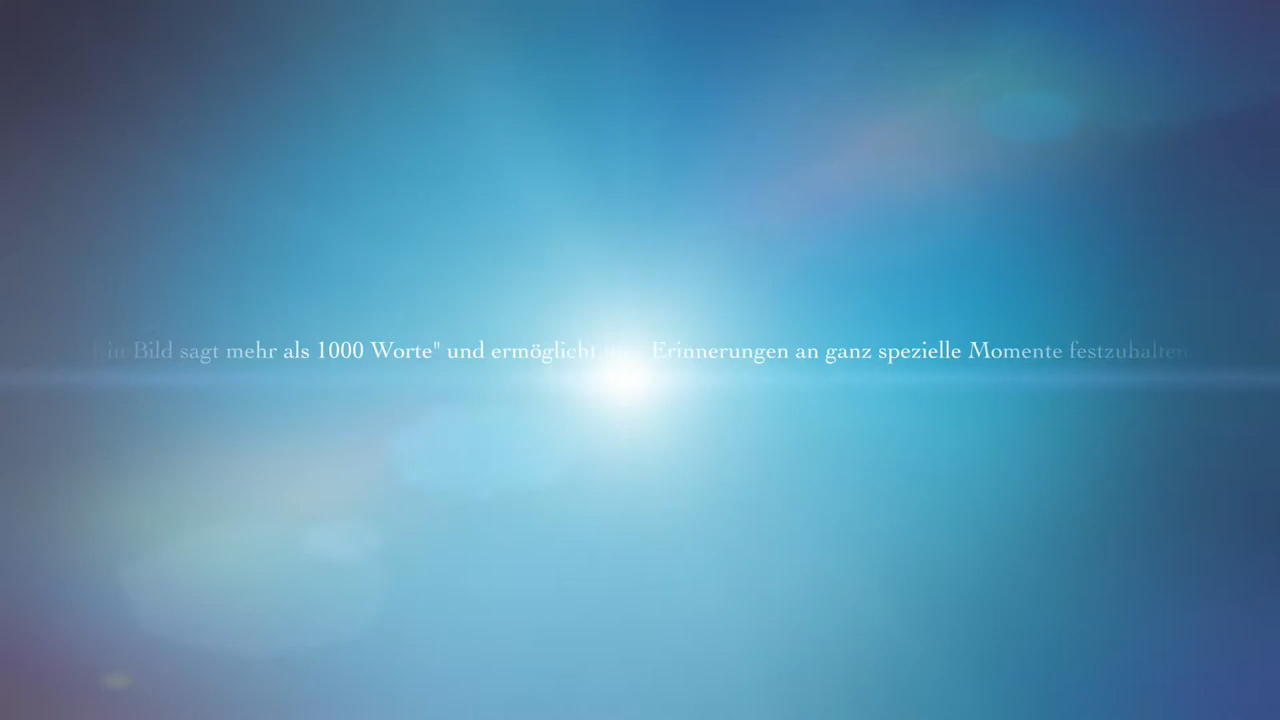 Bild sagt mehr als 1000 Worte" und ermöglicht Erinnerungen an ganz spezielle Momente festzuhalten